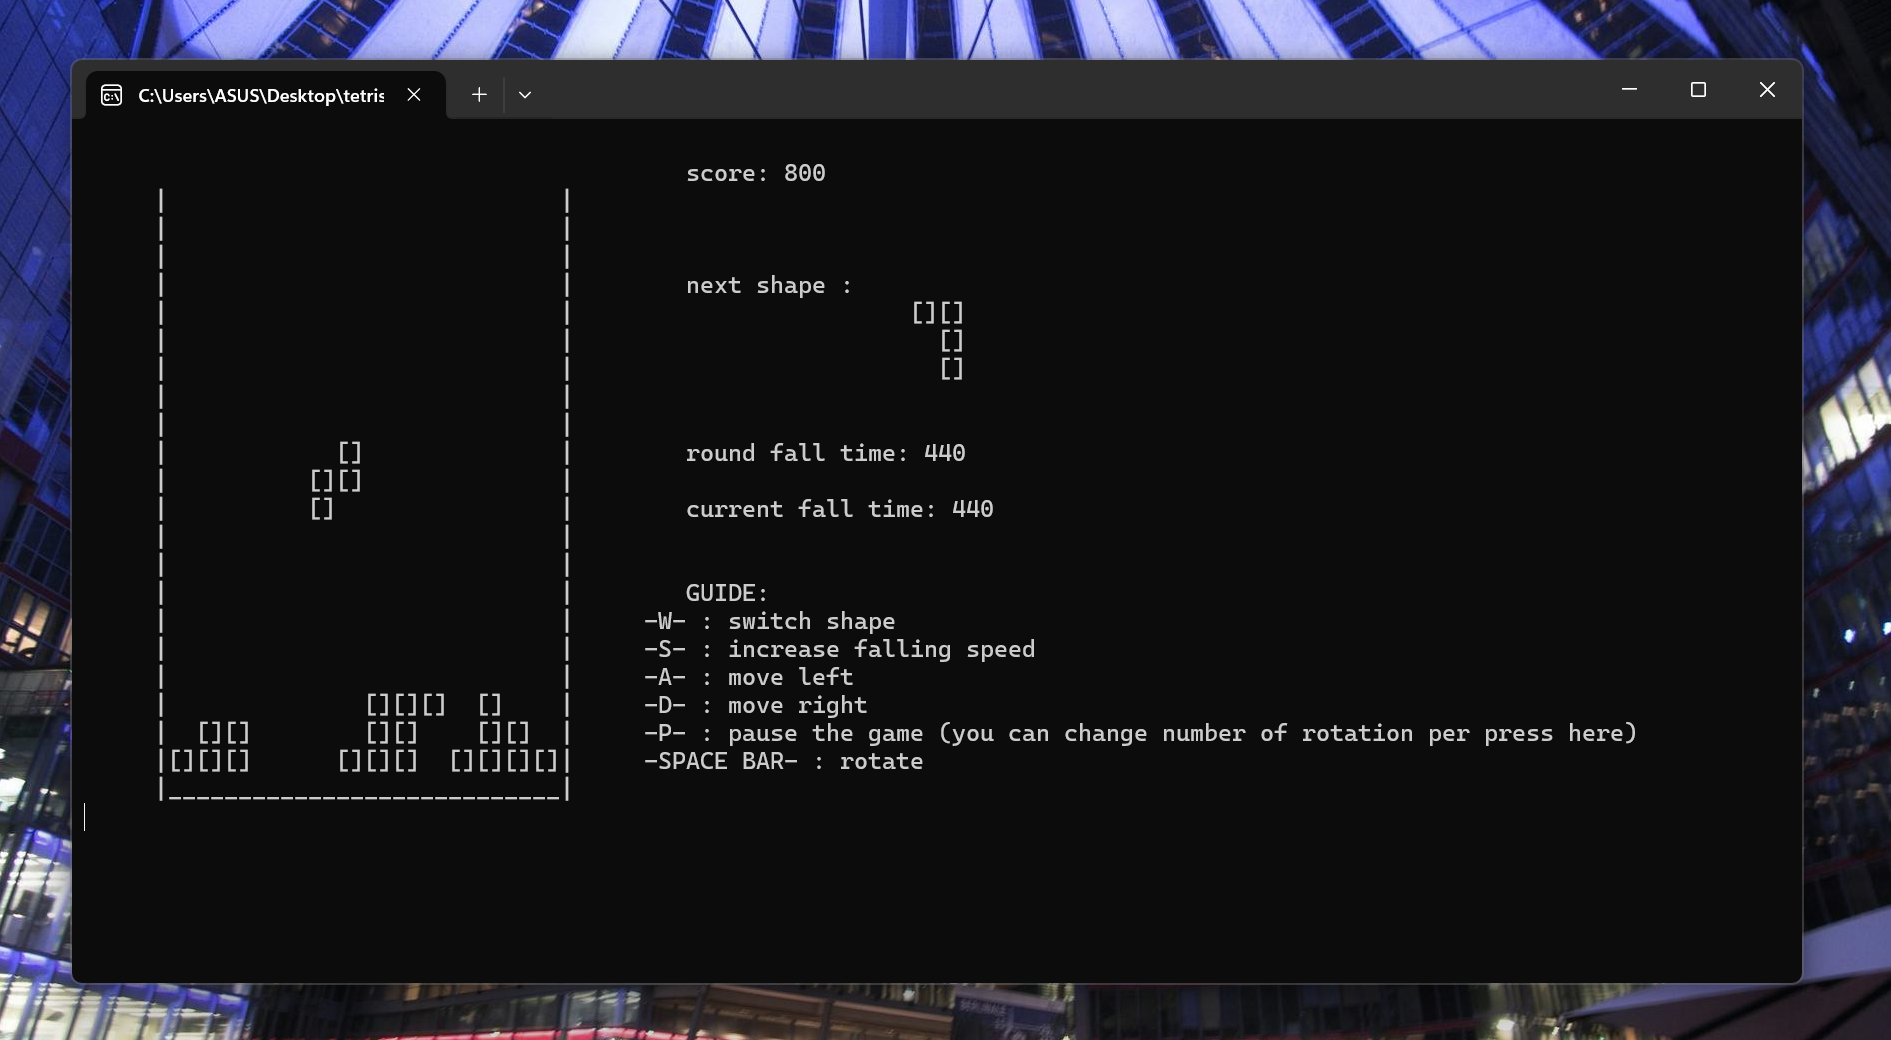 C:\Users\ASUS\Desktop\tetris
score: 800
next shape :
[][]
[]
[]
[]
[][]
[]
round fall time: 440
current fall time: 440
GUIDE:
-W- : switch shape
-S- : increase falling speed
-A- : move left
-D- : move right
[][][]  []
[][]        [][]    [][]
-P- : pause the game (you can change number of rotation per press here)
|[][][]      [][][]  [][][][]|
-SPACE BAR- : rotate
|____________________________|